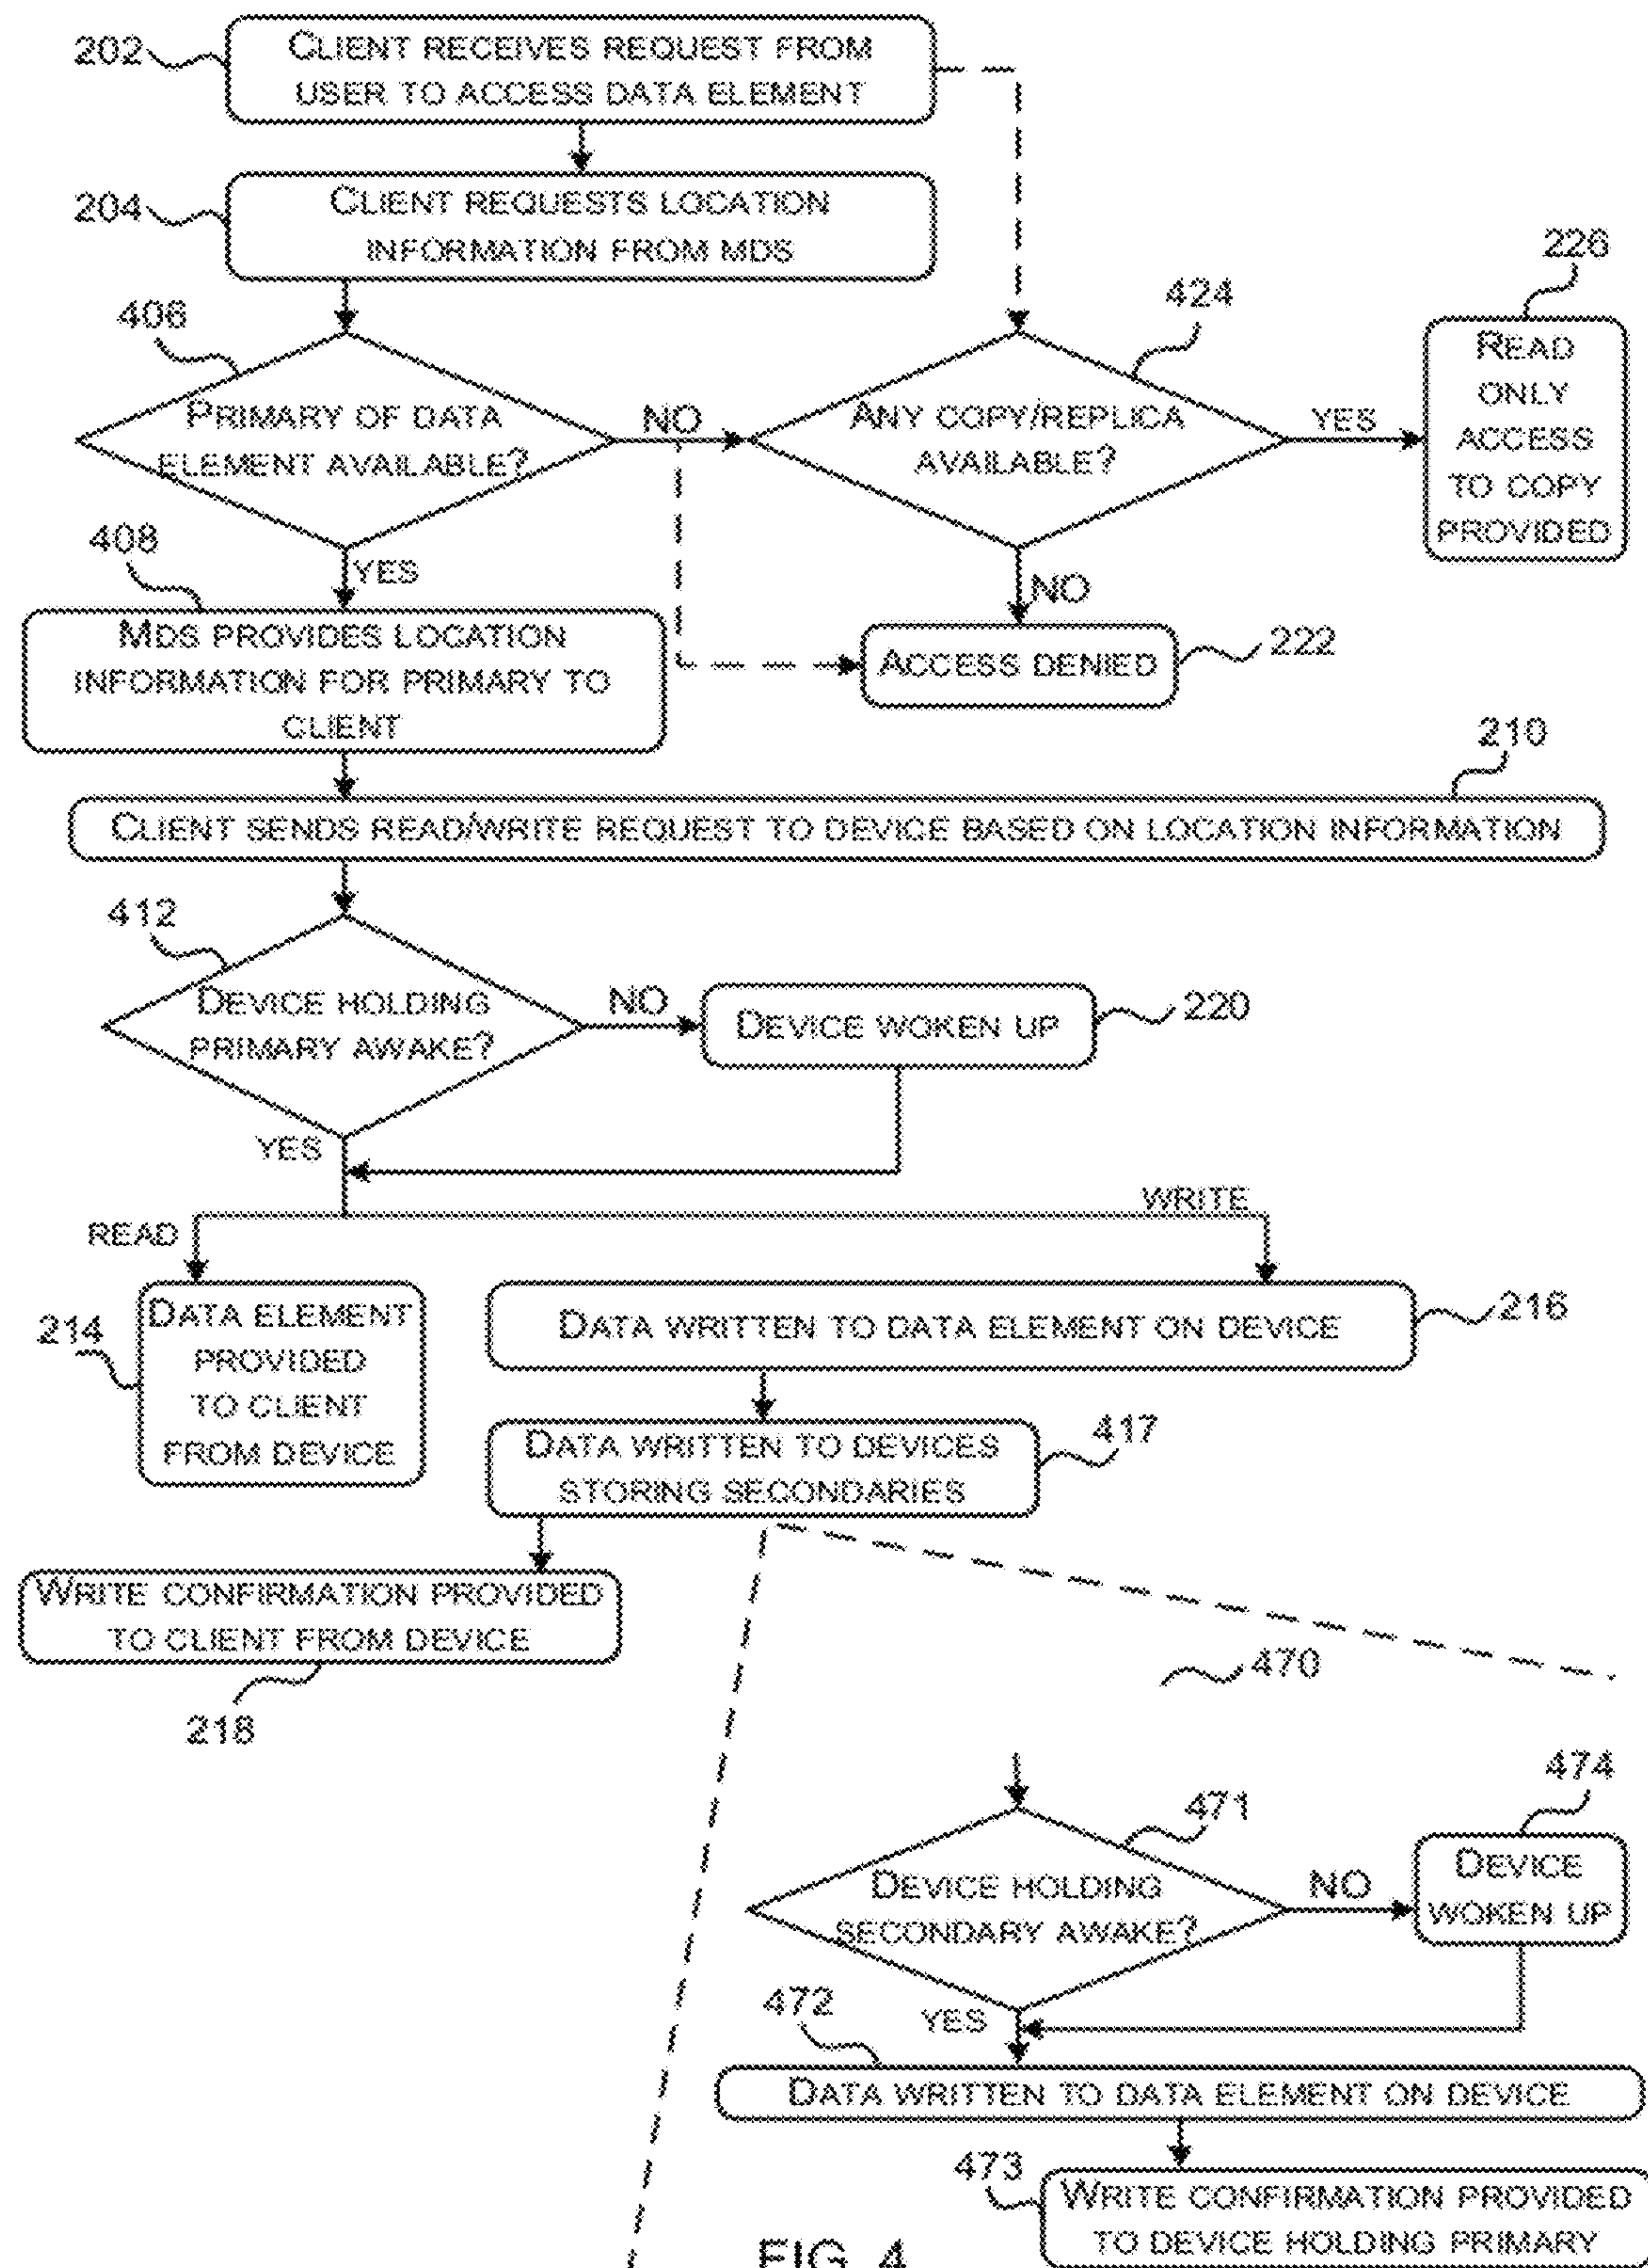 202
CLIENT RECEIVES REQUEST FROM
USER TO ACCESS DATA ELEMENT
204
CLIENT REQUESTS LOCATION
INFORMATION FROM MDS
406
PRIMARY OF DATA
ELEMENT AVAILABLE?
NO
424
ANY COPY/REPLICA
AVAILABLE?
YES
226
READ
ONLY
ACCESS
TO COPY
PROVIDED
408
YES
NO
MDS PROVIDES LOCATION
INFORMATION FOR PRIMARY TO
CLIENT
ACCESS DENIED
222
210
CLIENT SENDS READ/WRITE REQUEST TO DEVICE BASED ON LOCATION INFORMATION
412
DEVICE HOLDING
PRIMARY AWAKE?
NO
DEVICE WOKEN UP
220
YES
READ
WRITE
214
DATA ELEMENT
PROVIDED
TO CLIENT
FROM DEVICE
DATA WRITTEN TO DATA ELEMENT ON DEVICE
216
DATA WRITTEN TO DEVICES
STORING SECONDARIES
417
WRITE CONFIRMATION PROVIDED
TO CLIENT FROM DEVICE
218
470
471
DEVICE HOLDING
SECONDARY AWAKE?
NO
474
DEVICE
WOKEN UP
YES
472
DATA WRITTEN TO DATA ELEMENT ON DEVICE
473
WRITE CONFIRMATION PROVIDED
TO DEVICE HOLDING PRIMARY
FIG. 4